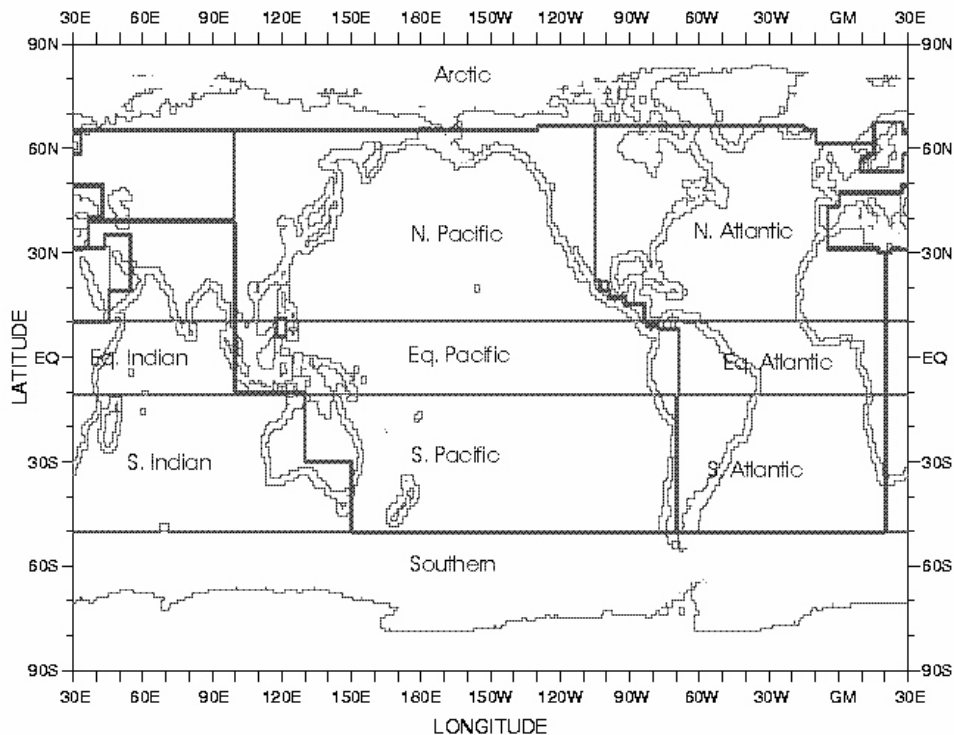 30E 60E 90E 120E 150E 180E 150W 120W 90W 60W 30W GM 30E
90N 90N
Arctic
60N 60N
N. Pacific N. Atlantic
30N 30N
LATITUDE
EQ Eq. Indian Eq. Pacific Eq. Atlantic EQ
30S S. Indian S. Pacific S. Atlantic 30S
60S Southern 60S
90S 90S
30E 60E 90E 120E 150E 180E 150W 120W 90W 60W 30W GM 30E
LONGITUDE